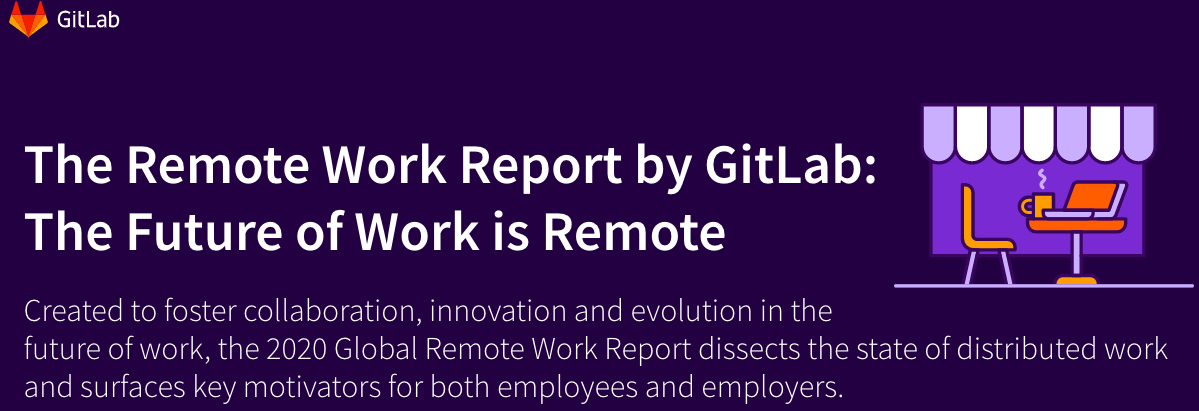 GitLab
The Remote Work Report by GitLab:
The Future of Work is Remote
Created to foster collaboration, innovation and evolution in the
future of work, the 2020 Global Remote Work Report dissects the state of distributed work
and surfaces key motivators for both employees and employers.